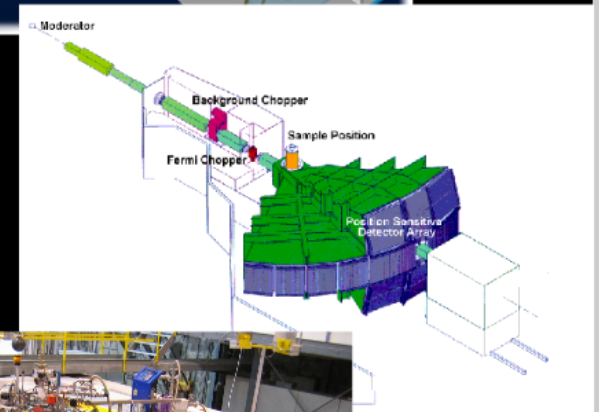 Moderator
Background Chopper
Sample Position
Fermi Chopper
Position Sensitive
Detector Array